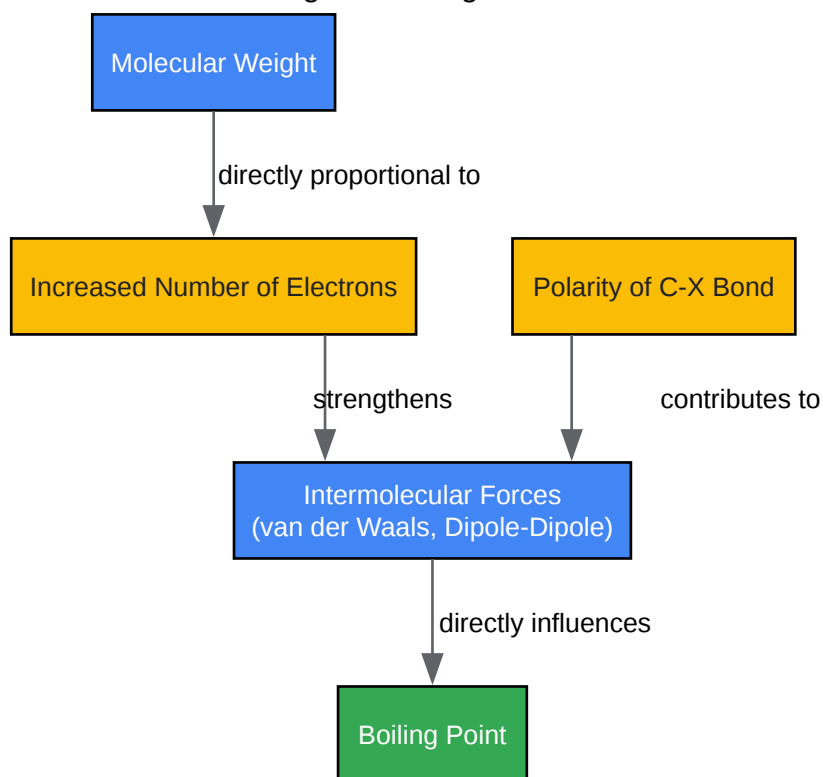 Molecular Weight
directly proportional to
Increased Number of Electrons
Polarity of C-X Bond
strengthens
contributes to
Intermolecular Forces
(van der Waals, Dipole-Dipole)
directly influences
Boiling Point